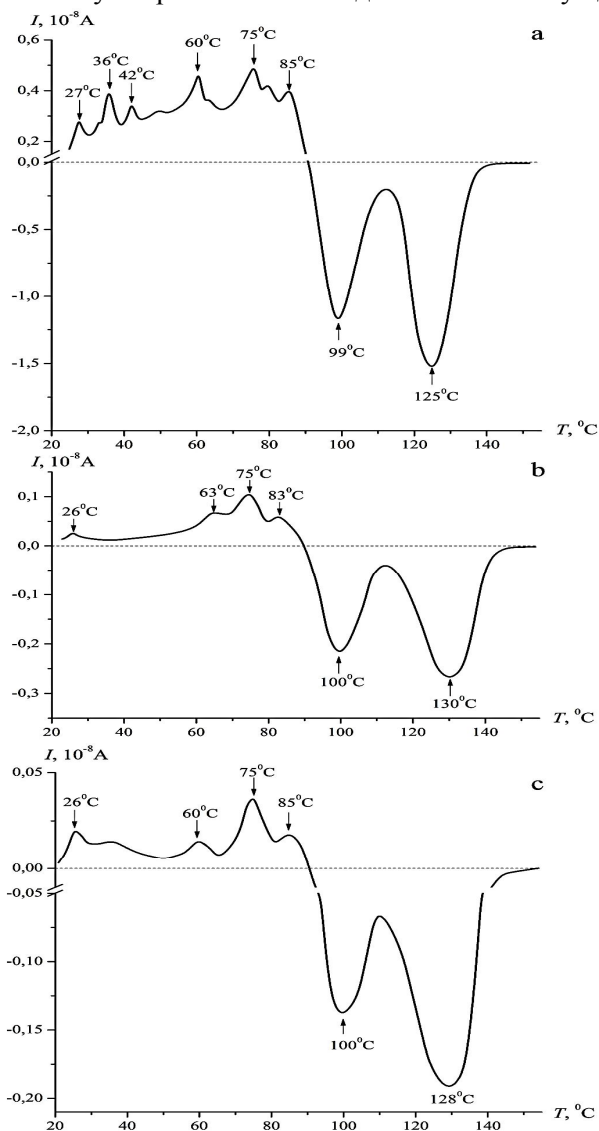 I, 10⁻⁸A
a
0,6
0,4
0,2
0,0
-0,5
-1,0
-1,5
-2,0
27°C
36°C
42°C
60°C
75°C
85°C
99°C
125°C
20 40 60 80 100 120 140
T, °C
I, 10⁻⁸A
b
0,1
0,0
-0,1
-0,2
-0,3
26°C
63°C
75°C
83°C
100°C
130°C
20 40 60 80 100 120 140
T, °C
I, 10⁻⁸A
c
0,05
0,00
-0,05
-0,10
-0,15
-0,20
26°C
60°C
75°C
85°C
100°C
128°C
20 40 60 80 100 120 140
T, °C